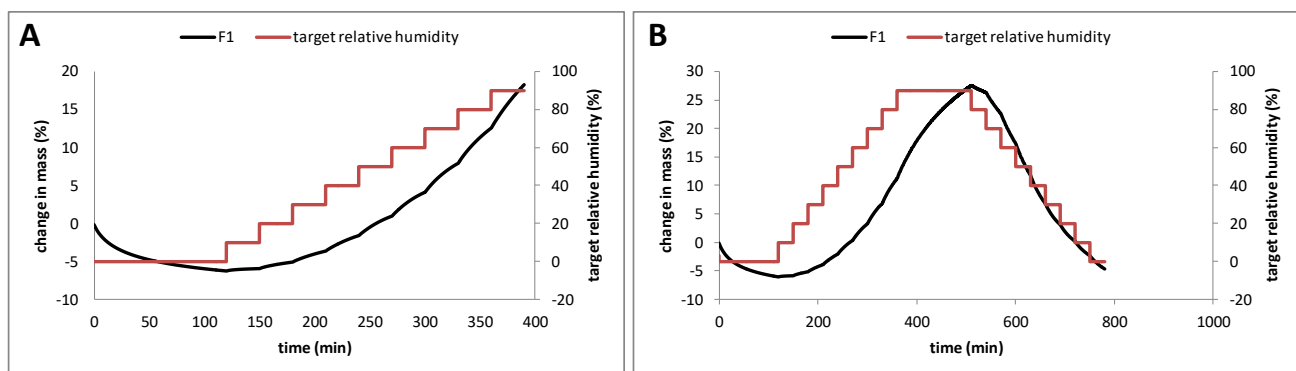 A
F1 target relative humidity
20
15
10
5
0
-5
-10
change in mass (%)
100
80
60
40
20
0
-20
target relative humidity (%)
0 50 100 150 200 250 300 350 400
time (min)
B
F1 target relative humidity
30
25
20
15
10
5
0
-5
-10
change in mass (%)
100
80
60
40
20
0
-20
target relative humidity (%)
0 200 400 600 800 1000
time (min)